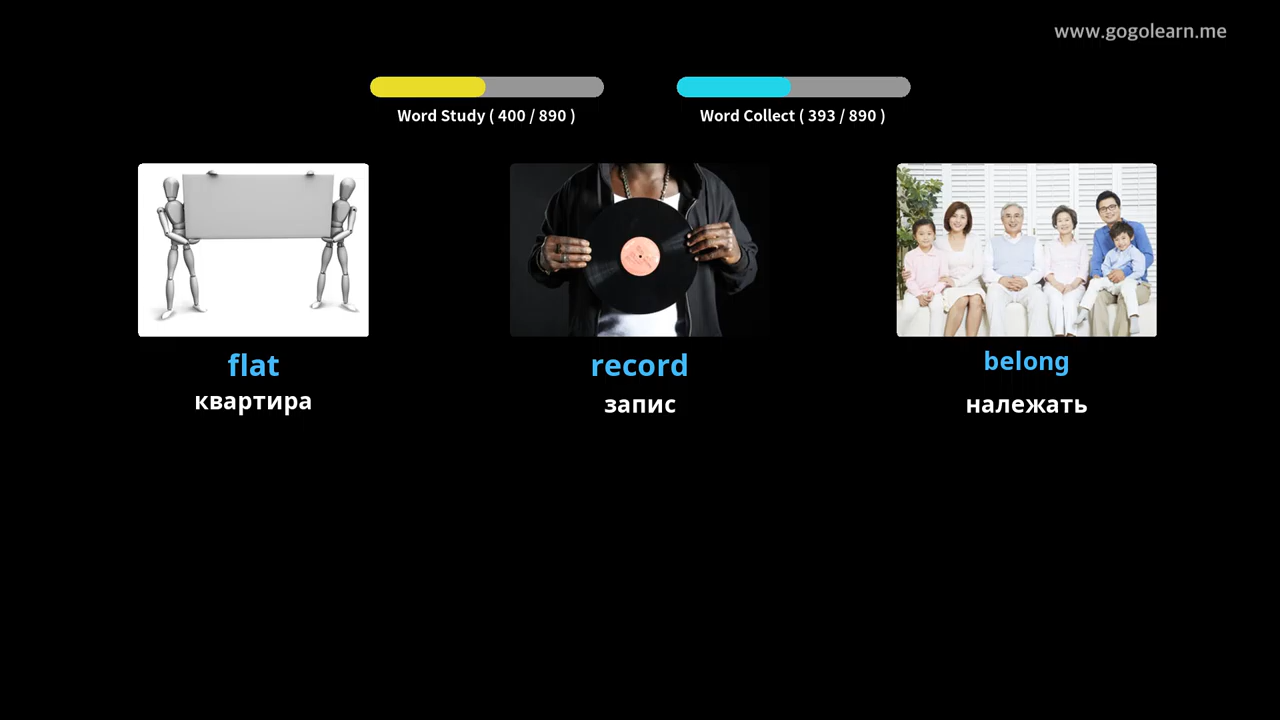 www.gogolearn.me
Word Study ( 400 / 890 )
Word Collect ( 393 / 890 )
flat
record
belong
квартира
запис
належать